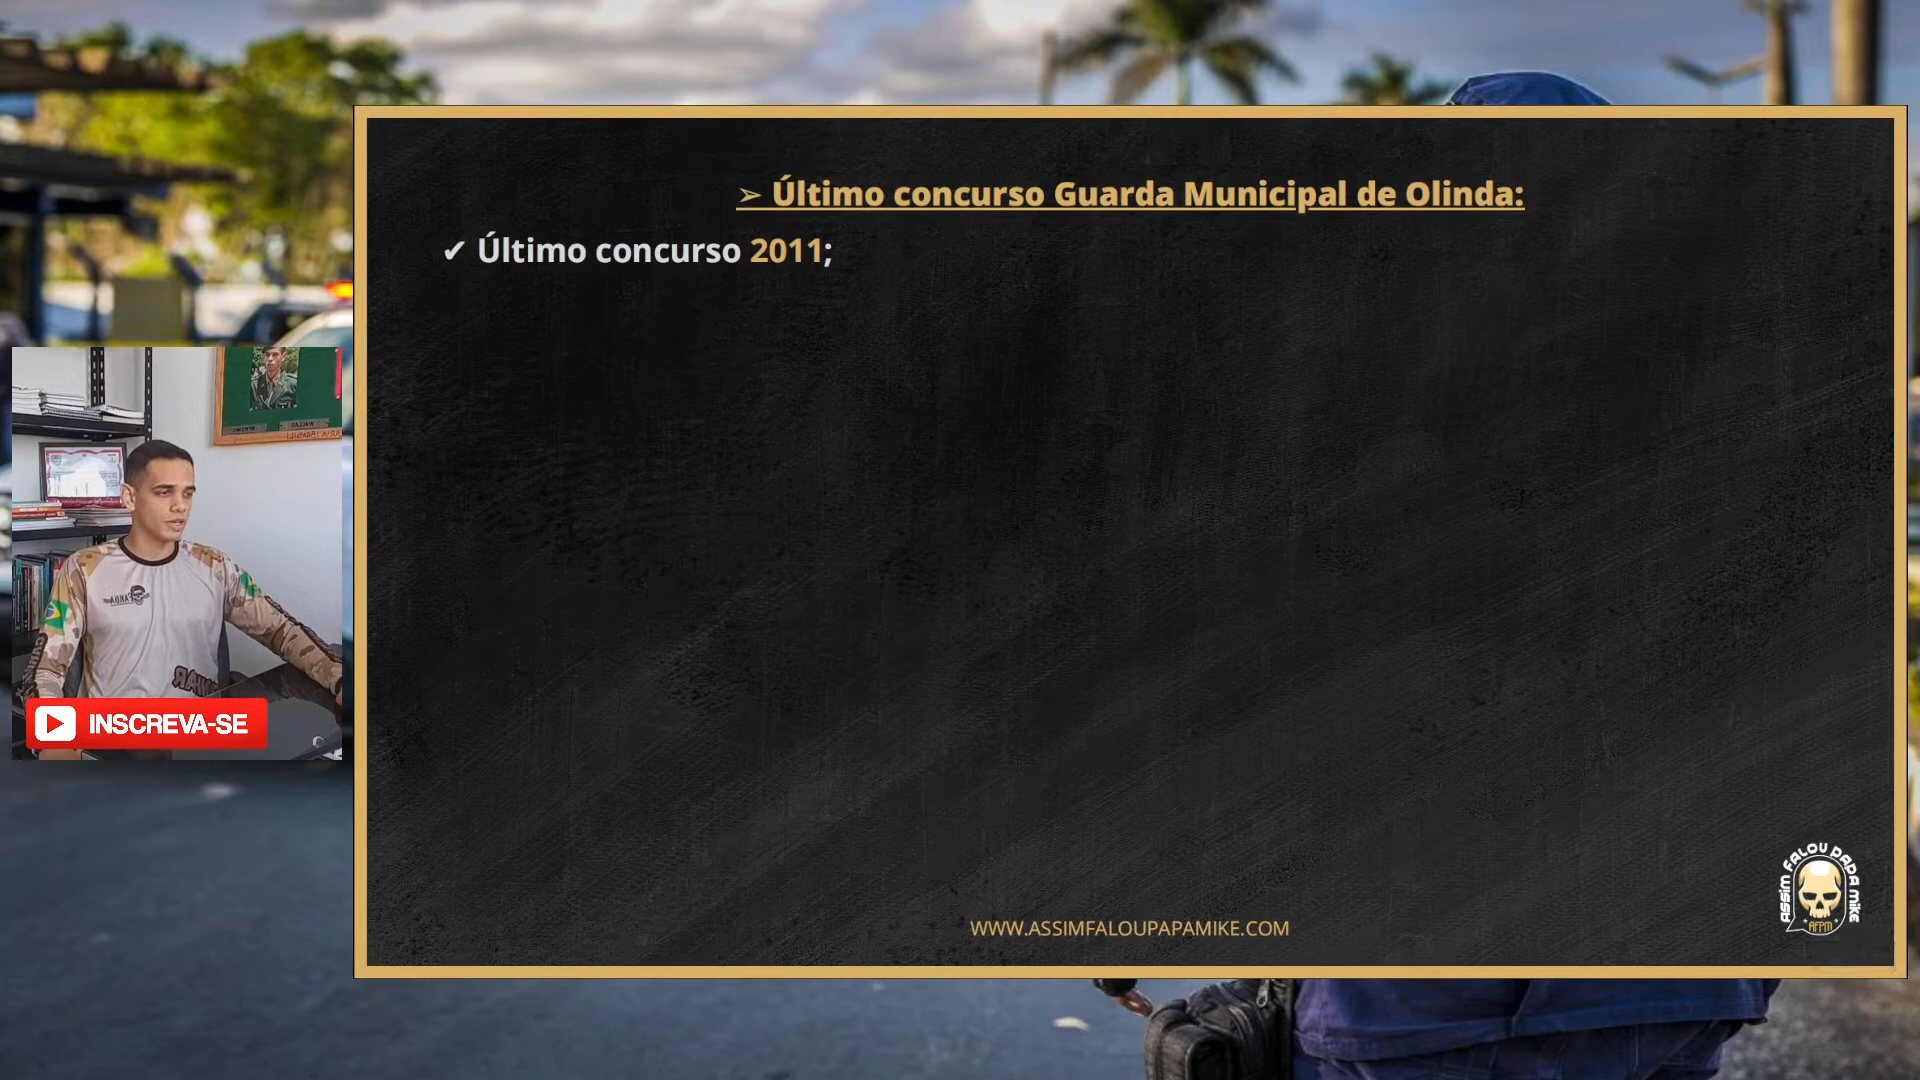 ➢ Último concurso Guarda Municipal de Olinda:
✔ Último concurso 2011;
INSCREVA-SE
WWW.ASSIMFALOUPAPAMIKE.COM
ASSIM FALOU PAPA MIKE
AFPM